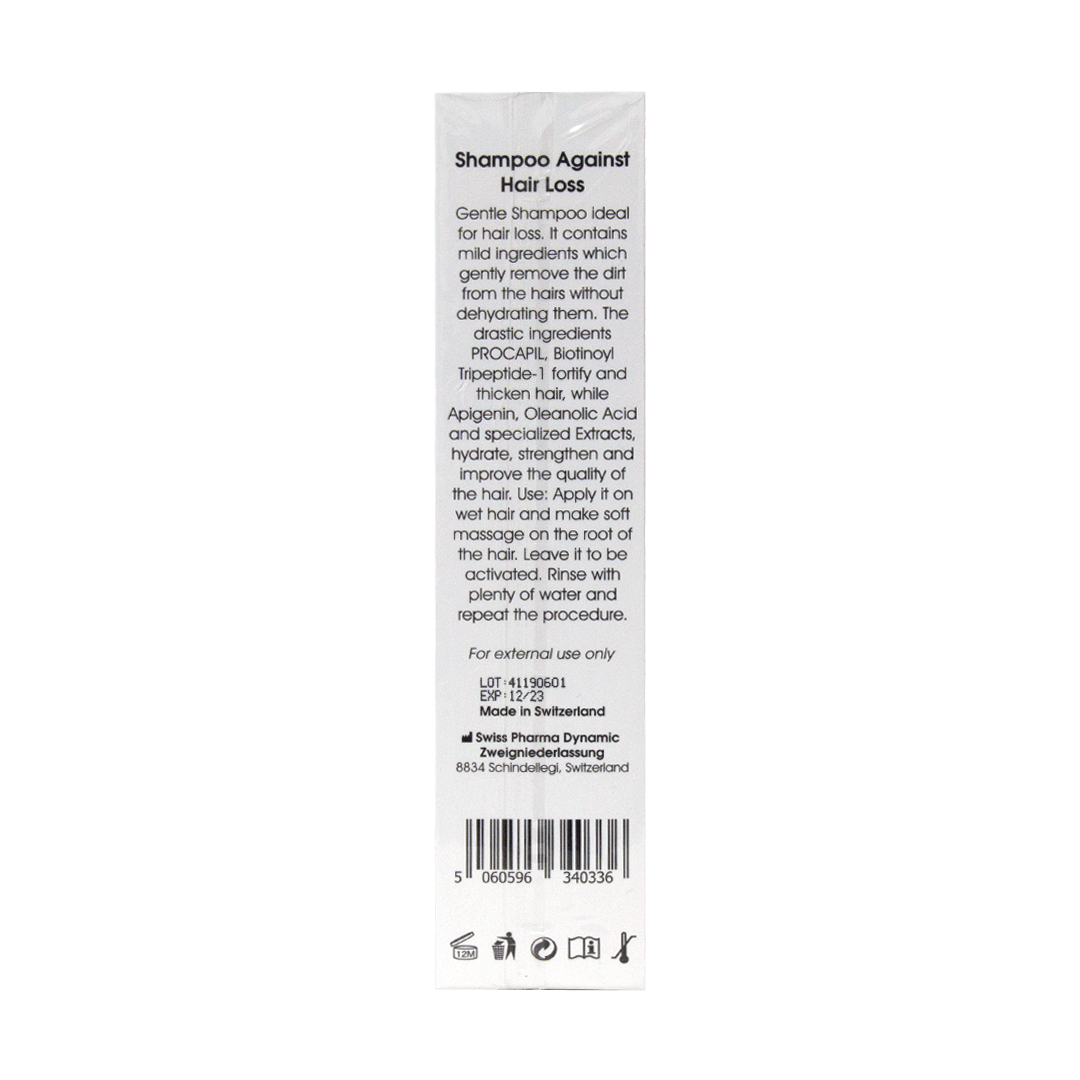 Shampoo Against
Hair Loss
Gentle Shampoo ideal
for hair loss. It contains
mild ingredients which
gently remove the dirt
from the hairs without
dehydrating them. The
drastic ingredients
PROCAPIL, Biotinoyl
Tripeptide-1 fortify and
thicken hair, while
Apigenin, Oleanolic Acid
and specialized Extracts,
hydrate, strengthen and
improve the quality of
the hair. Use: Apply it on
wet hair and make soft
massage on the root of
the hair. Leave it to be
activated. Rinse with
plenty of water and
repeat the procedure.
For external use only
LOT:41190601
EXP:12/23
Made in Switzerland
Swiss Pharma Dynamic
Zweigniederlassung
8834 Schindellegi, Switzerland
5 060596 340336
12M